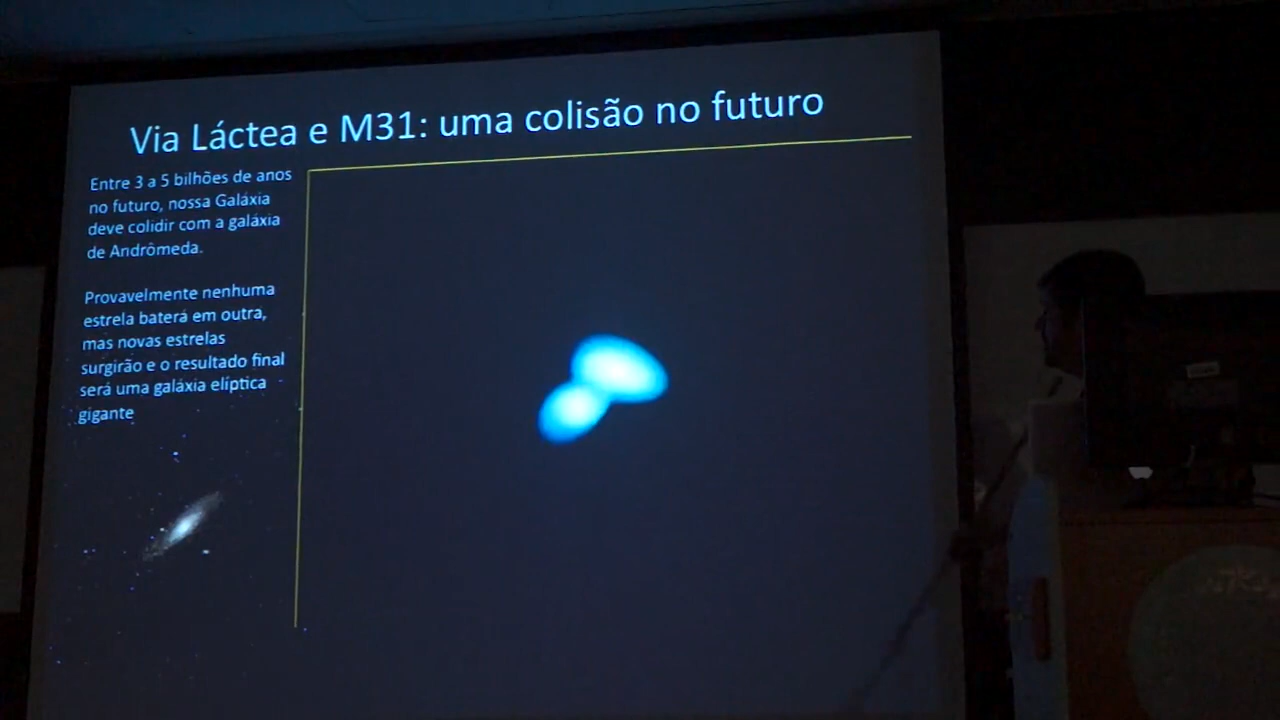 Via Láctea e M31: uma colisão no futuro
Entre 3 a 5 bilhões de anos
no futuro, nossa Galáxia
deve colidir com a galáxia
de Andrômeda.
Provavelmente nenhuma
estrela baterá em outra,
mas novas estrelas
surgirão e o resultado final
será uma galáxia elíptica
gigante